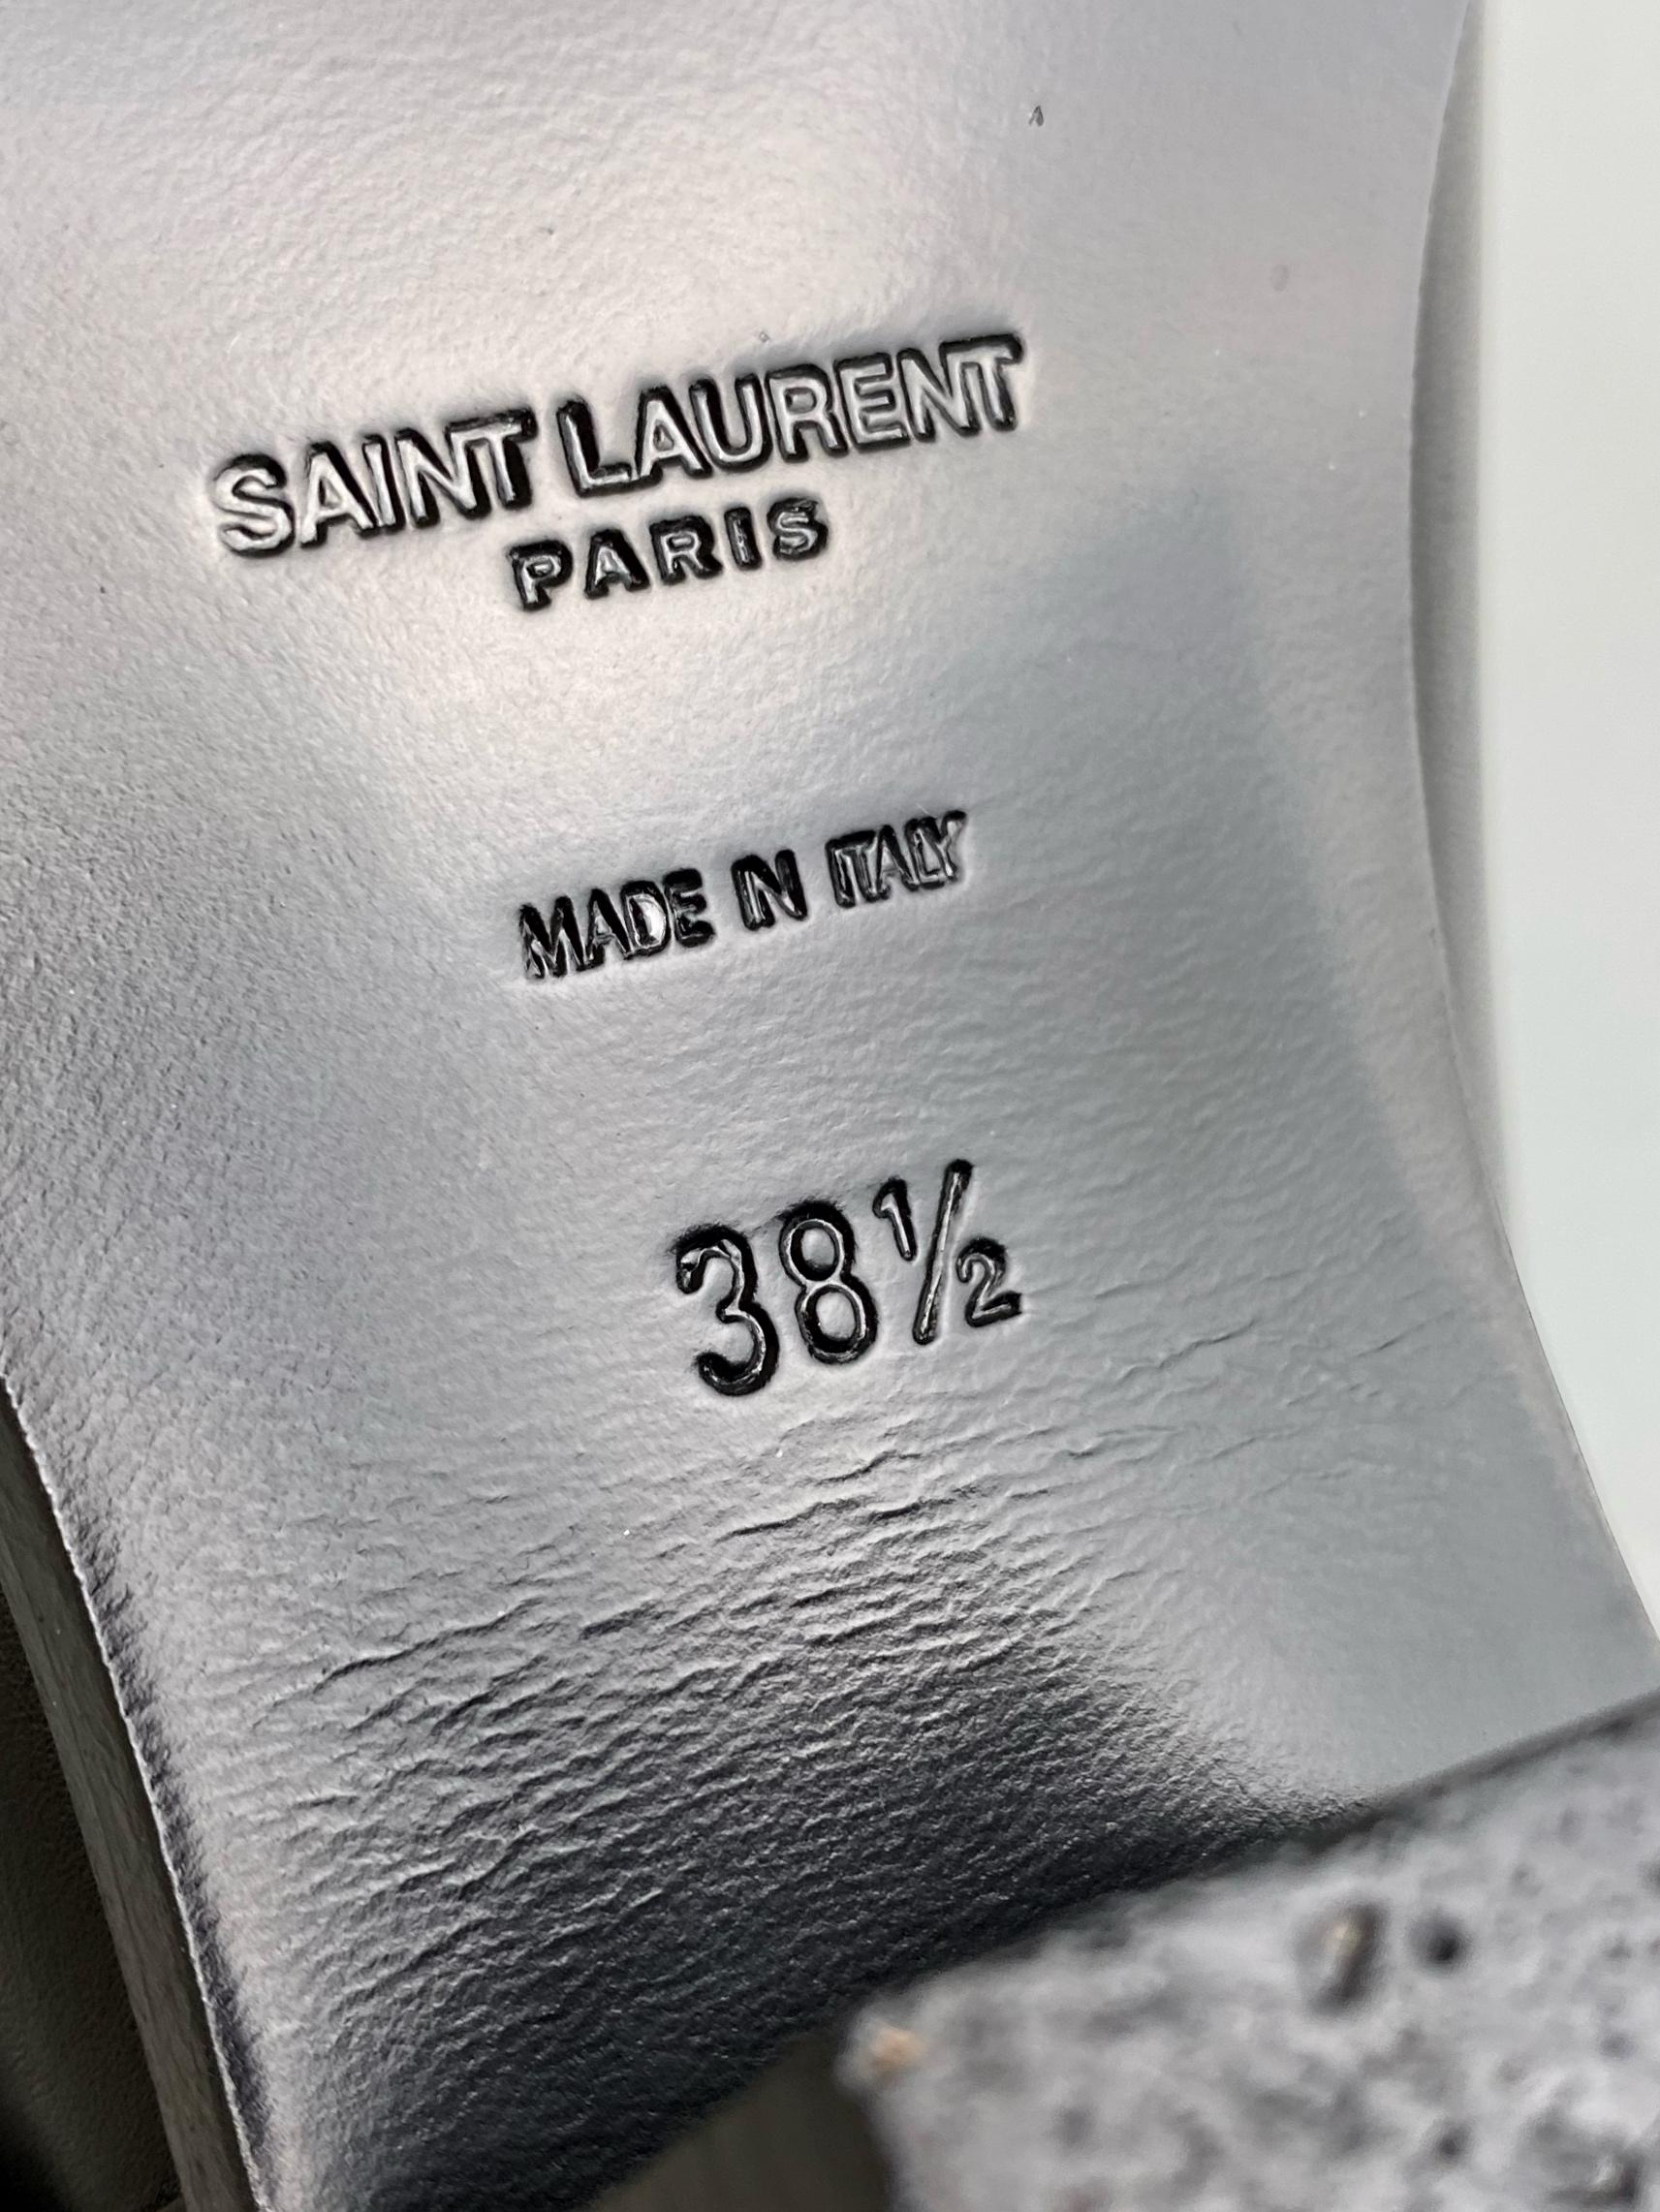 SAINT LAURENT
PARIS
MADE IN ITALY
38½